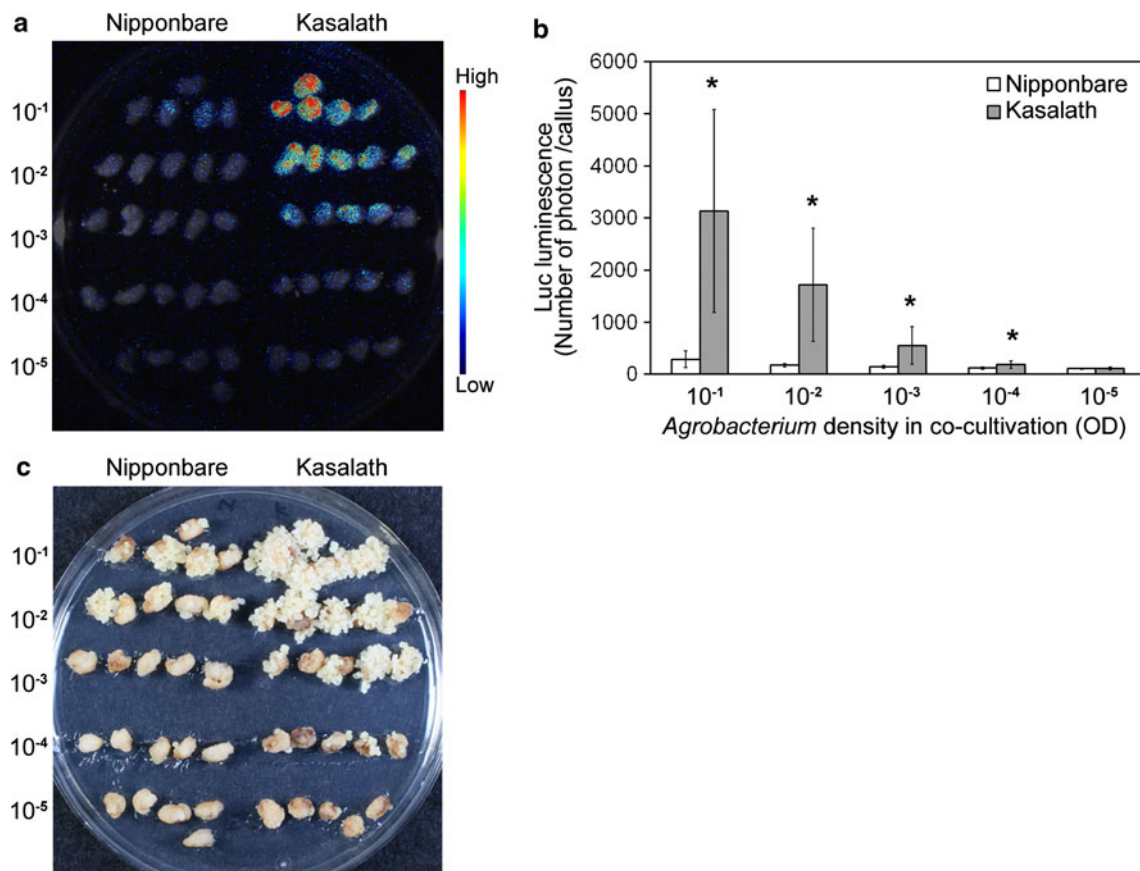 a
Nipponbare Kasalath
10⁻¹
10⁻²
10⁻³
10⁻⁴
10⁻⁵
High
Low
b
Luc luminescence
(Number of photon /callus)
6000
5000
4000
3000
2000
1000
0
* * * *
Nipponbare
Kasalath
10⁻¹ 10⁻² 10⁻³ 10⁻⁴ 10⁻⁵
Agrobacterium density in co-cultivation (OD)
c
Nipponbare Kasalath
N K
10⁻¹
10⁻²
10⁻³
10⁻⁴
10⁻⁵